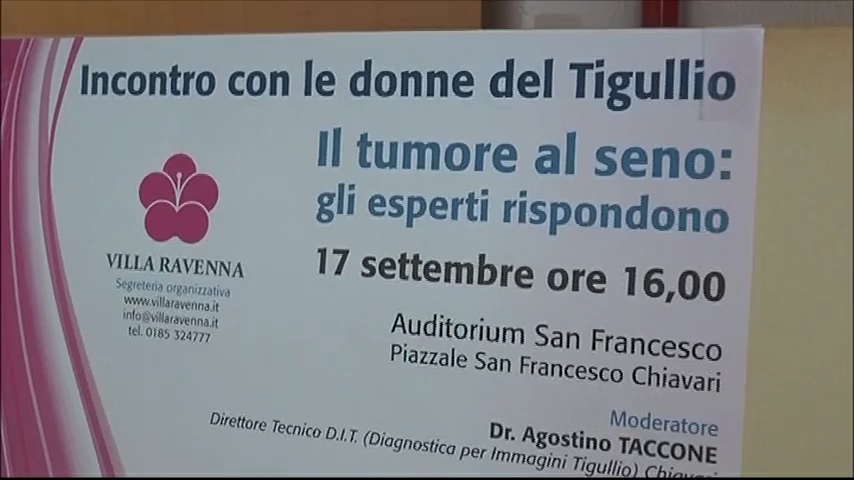 Incontro con le donne del Tigullio
Il tumore al seno:
gli esperti rispondono
17 settembre ore 16,00
Auditorium San Francesco
Piazzale San Francesco Chiavari
VILLA RAVENNA
Segreteria organizzativa
www.villaravenna.it
info@villaravenna.it
tel. 0185 324777
Moderatore
Dr. Agostino TACCONE
Direttore Tecnico D.I.T. (Diagnostica per Immagini Tigullio) Chiavari